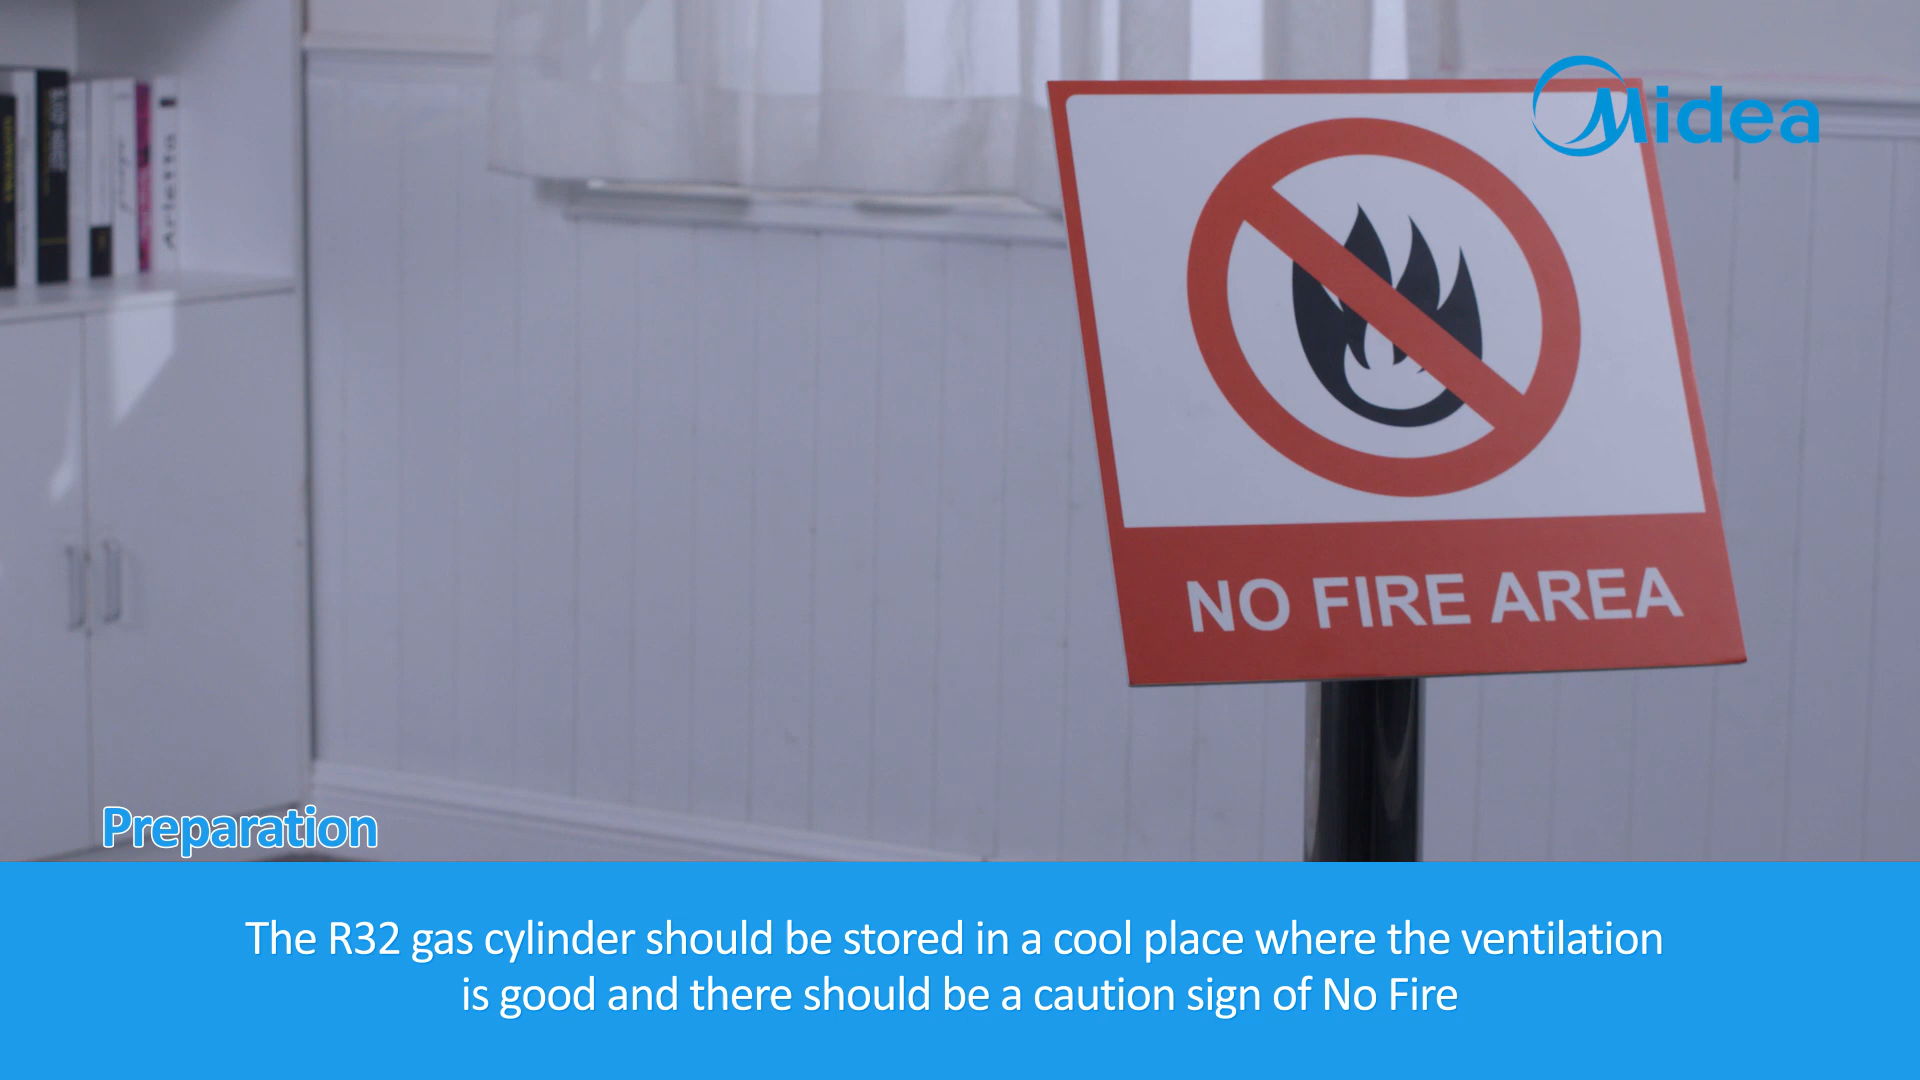 Midea
Arletta
NO FIRE AREA
Preparation
The R32 gas cylinder should be stored in a cool place where the ventilation
is good and there should be a caution sign of No Fire